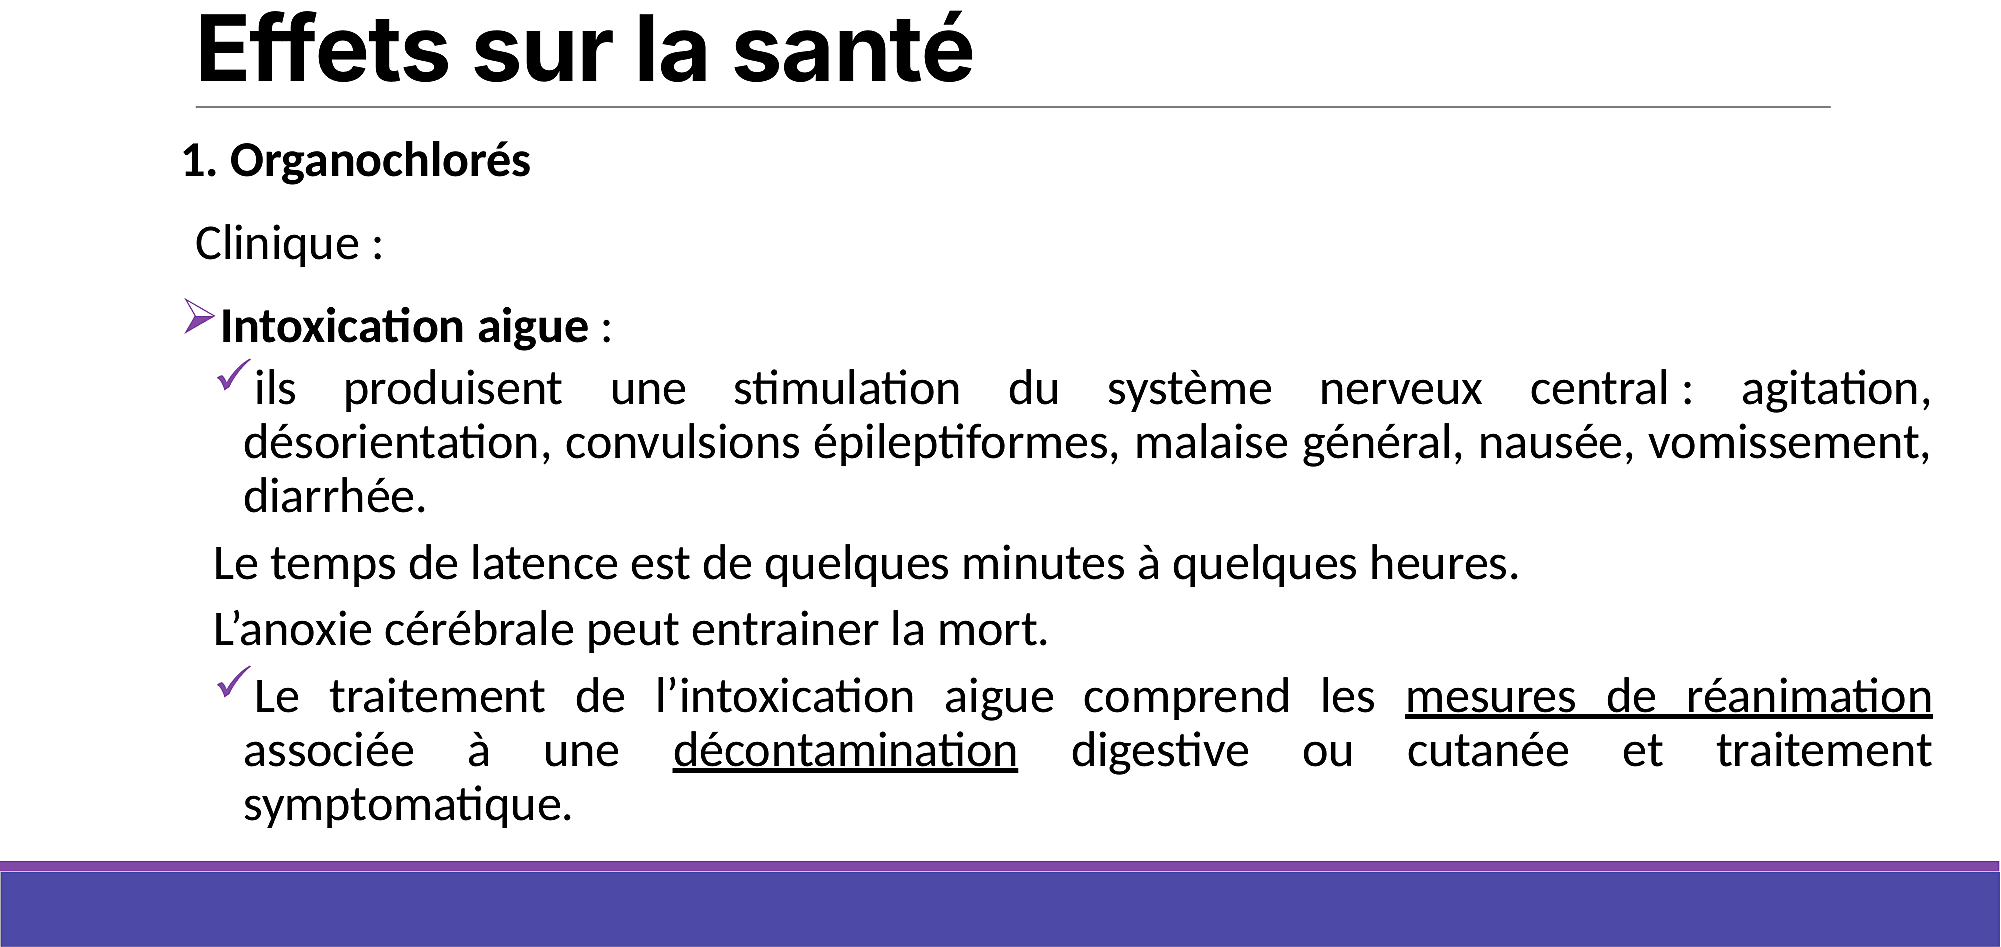 Effets sur la santé
1. Organochlorés
Clinique :
➢Intoxication aigue :
✓ils produisent une stimulation du système nerveux central : agitation,
désorientation, convulsions épileptiformes, malaise général, nausée, vomissement,
diarrhée.
Le temps de latence est de quelques minutes à quelques heures.
L’anoxie cérébrale peut entrainer la mort.
✓Le traitement de l’intoxication aigue comprend les mesures de réanimation
associée à une décontamination digestive ou cutanée et traitement
symptomatique.